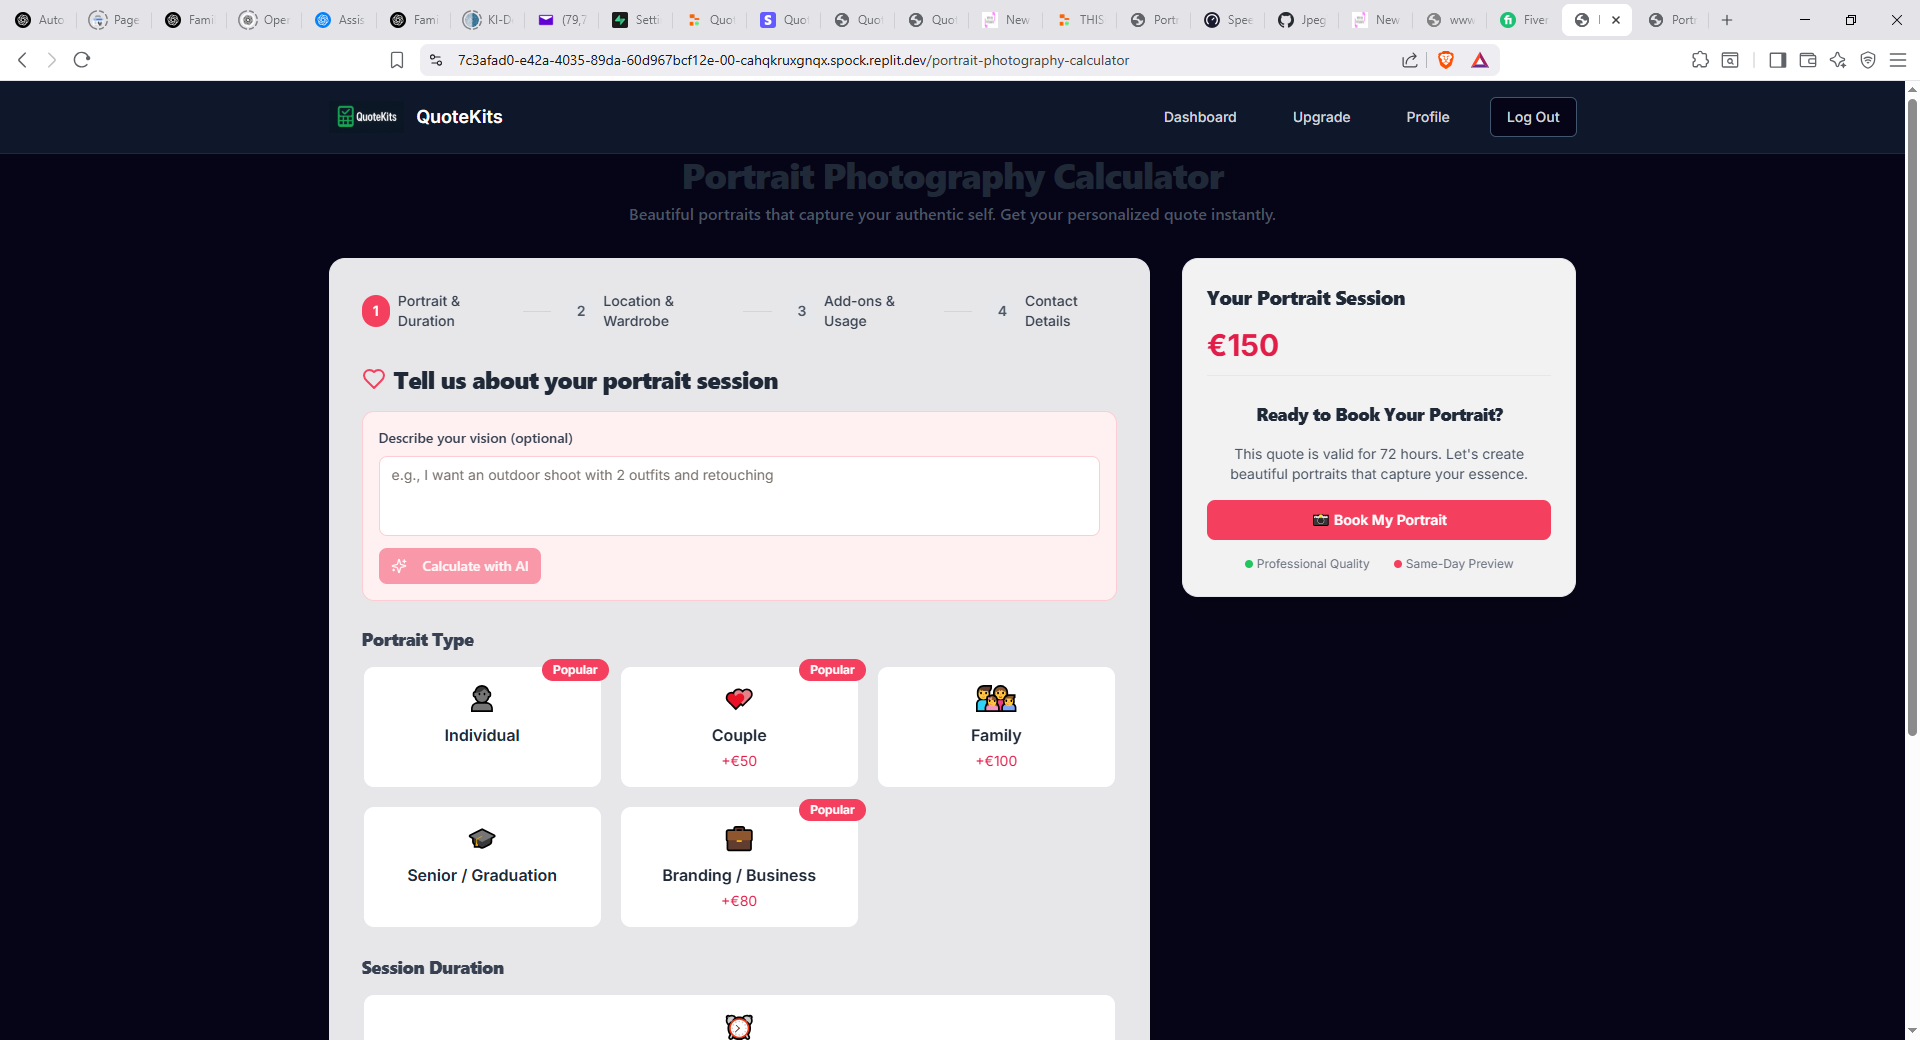 Auto
Page
Fami
Oper
Assis
Fami
KI-D
(79,7
Setti
Quot
Quot
Quot
Quot
New
THIS
Portr
Spee
Jpeg
New
www
Fiver
Portr
7c3afad0-e42a-4035-89da-60d967bcf12e-00-cahqkruxgnqx.spock.replit.dev/portrait-photography-calculator
QuoteKits
QuoteKits
Dashboard
Upgrade
Profile
Log Out
Portrait Photography Calculator
Beautiful portraits that capture your authentic self. Get your personalized quote instantly.
1
Portrait &
Duration
2
Location &
Wardrobe
3
Add-ons &
Usage
4
Contact
Details
Tell us about your portrait session
Describe your vision (optional)
e.g., I want an outdoor shoot with 2 outfits and retouching
Calculate with AI
Portrait Type
Popular
Individual
Popular
Couple
+€50
Family
+€100
Senior / Graduation
Popular
Branding / Business
+€80
Session Duration
Your Portrait Session
€150
Ready to Book Your Portrait?
This quote is valid for 72 hours. Let's create
beautiful portraits that capture your essence.
Book My Portrait
Professional Quality
Same-Day Preview